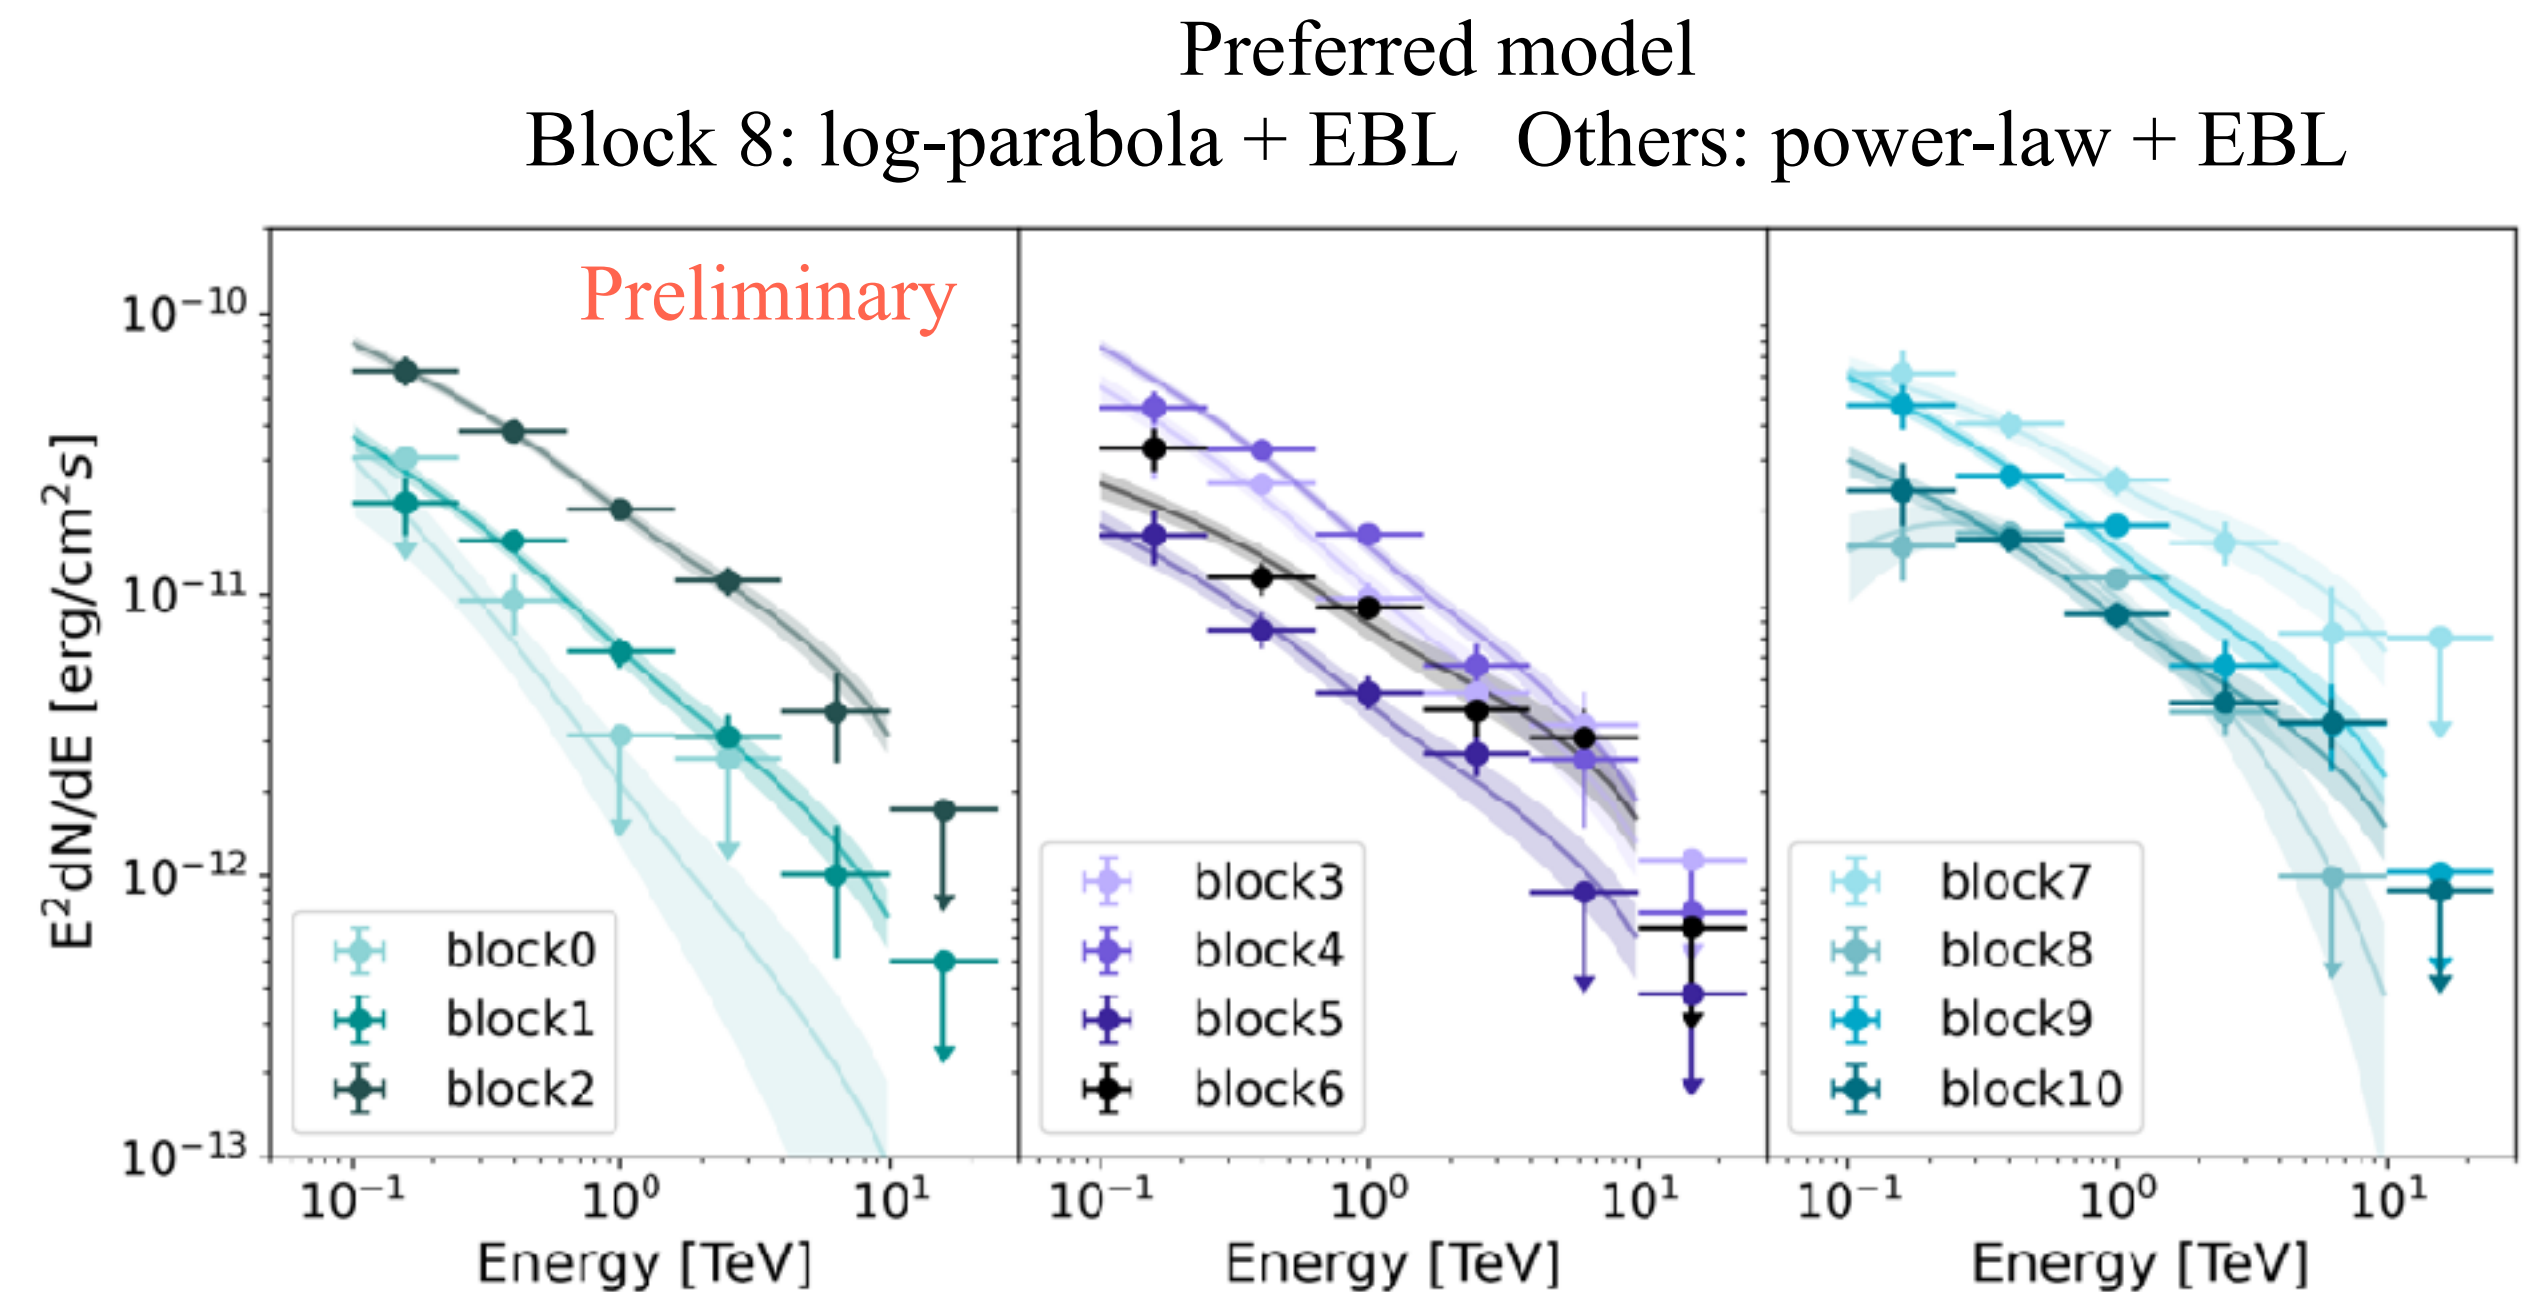 Preferred model
Block 8: log-parabola + EBL   Others: power-law + EBL
Preliminary
E²dN/dE [erg/cm²s]
10⁻¹⁰
10⁻¹¹
10⁻¹²
10⁻¹³
block0
block1
block2
block3
block4
block5
block6
block7
block8
block9
block10
10⁻¹ 10⁰ 10¹ 10⁻¹ 10⁰ 10¹ 10⁻¹ 10⁰ 10¹
Energy [TeV] Energy [TeV] Energy [TeV]